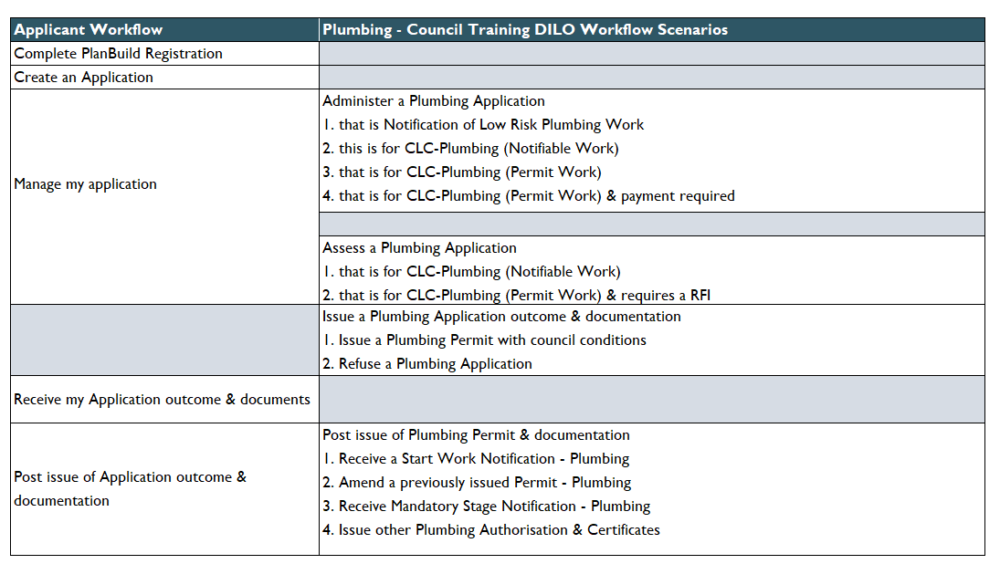 Applicant Workflow
Plumbing - Council Training DILO Workflow Scenarios
Complete PlanBuild Registration
Create an Application
Manage my application
Administer a Plumbing Application
1. that is Notification of Low Risk Plumbing Work
2. this is for CLC-Plumbing (Notifiable Work)
3. that is for CLC-Plumbing (Permit Work)
4. that is for CLC-Plumbing (Permit Work) & payment required
Assess a Plumbing Application
1. that is for CLC-Plumbing (Notifiable Work)
2. that is for CLC-Plumbing (Permit Work) & requires a RFI
Issue a Plumbing Application outcome & documentation
1. Issue a Plumbing Permit with council conditions
2. Refuse a Plumbing Application
Receive my Application outcome & documents
Post issue of Application outcome &
documentation
Post issue of Plumbing Permit & documentation
1. Receive a Start Work Notification - Plumbing
2. Amend a previously issued Permit - Plumbing
3. Receive Mandatory Stage Notification - Plumbing
4. Issue other Plumbing Authorisation & Certificates